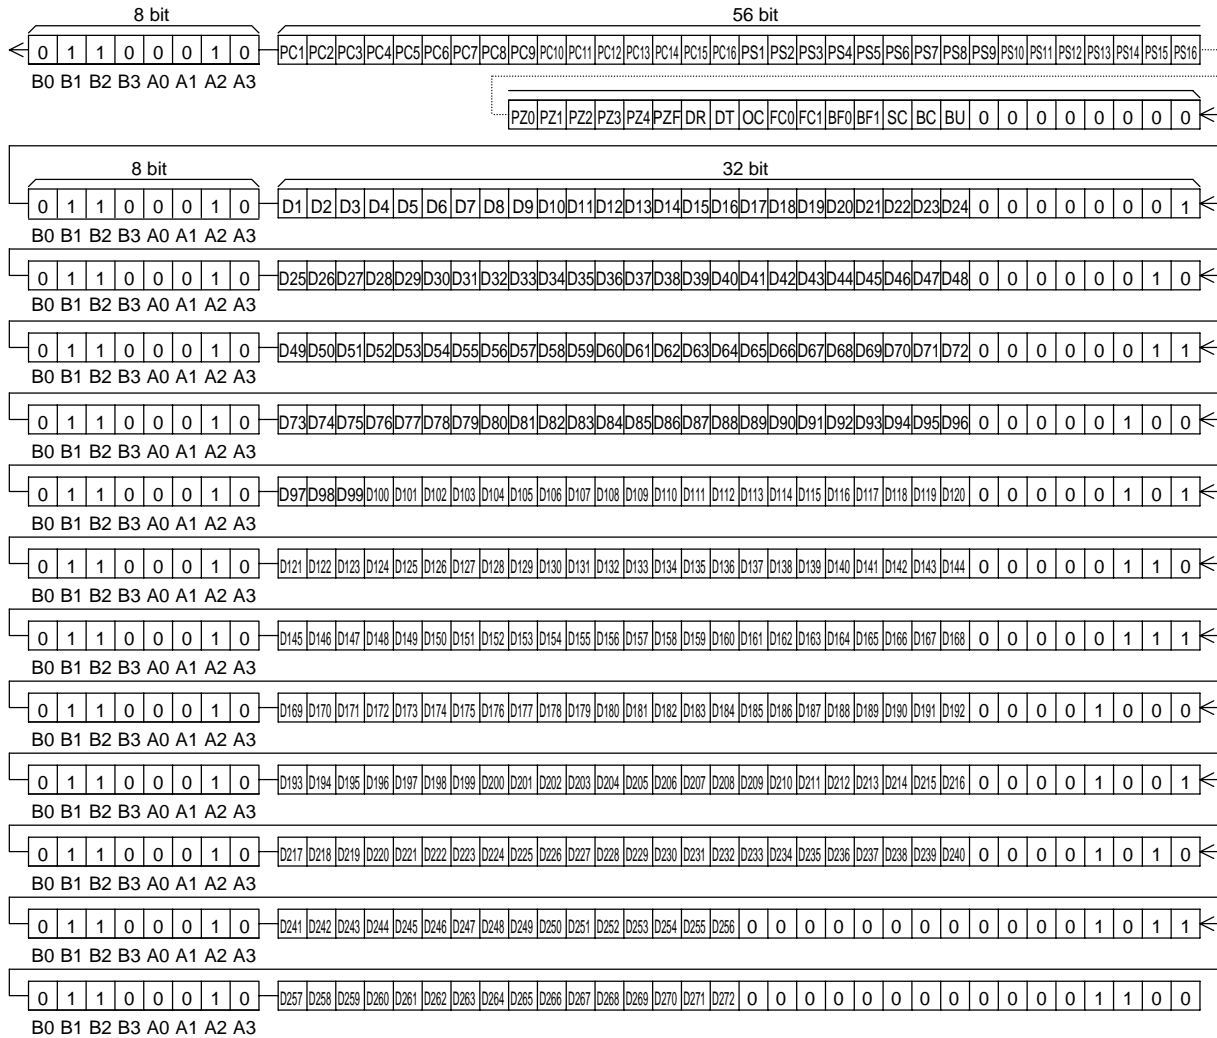 8 bit 56 bit
0 1 1 0 0 0 1 0 PC1 PC2 PC3 PC4 PC5 PC6 PC7 PC8 PC9 PC10 PC11 PC12 PC13 PC14 PC15 PC16 PS1 PS2 PS3 PS4 PS5 PS6 PS7 PS8 PS9 PS10 PS11 PS12 PS13 PS14 PS15 PS16
B0 B1 B2 B3 A0 A1 A2 A3
PZ0 PZ1 PZ2 PZ3 PZ4 PZF DR DT OC FC0 FC1 BF0 BF1 SC BC BU 0 0 0 0 0 0 0 0
8 bit 32 bit
0 1 1 0 0 0 1 0 D1 D2 D3 D4 D5 D6 D7 D8 D9 D10 D11 D12 D13 D14 D15 D16 D17 D18 D19 D20 D21 D22 D23 D24 0 0 0 0 0 0 0 1
B0 B1 B2 B3 A0 A1 A2 A3
0 1 1 0 0 0 1 0 D25 D26 D27 D28 D29 D30 D31 D32 D33 D34 D35 D36 D37 D38 D39 D40 D41 D42 D43 D44 D45 D46 D47 D48 0 0 0 0 0 0 1 0
B0 B1 B2 B3 A0 A1 A2 A3
0 1 1 0 0 0 1 0 D49 D50 D51 D52 D53 D54 D55 D56 D57 D58 D59 D60 D61 D62 D63 D64 D65 D66 D67 D68 D69 D70 D71 D72 0 0 0 0 0 0 1 1
B0 B1 B2 B3 A0 A1 A2 A3
0 1 1 0 0 0 1 0 D73 D74 D75 D76 D77 D78 D79 D80 D81 D82 D83 D84 D85 D86 D87 D88 D89 D90 D91 D92 D93 D94 D95 D96 0 0 0 0 0 1 0 0
B0 B1 B2 B3 A0 A1 A2 A3
0 1 1 0 0 0 1 0 D97 D98 D99 D100 D101 D102 D103 D104 D105 D106 D107 D108 D109 D110 D111 D112 D113 D114 D115 D116 D117 D118 D119 D120 0 0 0 0 0 1 0 1
B0 B1 B2 B3 A0 A1 A2 A3
0 1 1 0 0 0 1 0 D121 D122 D123 D124 D125 D126 D127 D128 D129 D130 D131 D132 D133 D134 D135 D136 D137 D138 D139 D140 D141 D142 D143 D144 0 0 0 0 0 1 1 0
B0 B1 B2 B3 A0 A1 A2 A3
0 1 1 0 0 0 1 0 D145 D146 D147 D148 D149 D150 D151 D152 D153 D154 D155 D156 D157 D158 D159 D160 D161 D162 D163 D164 D165 D166 D167 D168 0 0 0 0 0 1 1 1
B0 B1 B2 B3 A0 A1 A2 A3
0 1 1 0 0 0 1 0 D169 D170 D171 D172 D173 D174 D175 D176 D177 D178 D179 D180 D181 D182 D183 D184 D185 D186 D187 D188 D189 D190 D191 D192 0 0 0 0 1 0 0 0
B0 B1 B2 B3 A0 A1 A2 A3
0 1 1 0 0 0 1 0 D193 D194 D195 D196 D197 D198 D199 D200 D201 D202 D203 D204 D205 D206 D207 D208 D209 D210 D211 D212 D213 D214 D215 D216 0 0 0 0 1 0 0 1
B0 B1 B2 B3 A0 A1 A2 A3
0 1 1 0 0 0 1 0 D217 D218 D219 D220 D221 D222 D223 D224 D225 D226 D227 D228 D229 D230 D231 D232 D233 D234 D235 D236 D237 D238 D239 D240 0 0 0 0 1 0 1 0
B0 B1 B2 B3 A0 A1 A2 A3
0 1 1 0 0 0 1 0 D241 D242 D243 D244 D245 D246 D247 D248 D249 D250 D251 D252 D253 D254 D255 D256 0 0 0 0 0 0 0 0 0 0 0 0 1 0 1 1
B0 B1 B2 B3 A0 A1 A2 A3
0 1 1 0 0 0 1 0 D257 D258 D259 D260 D261 D262 D263 D264 D265 D266 D267 D268 D269 D270 D271 D272 0 0 0 0 0 0 0 0 0 0 0 0 1 1 0 0
B0 B1 B2 B3 A0 A1 A2 A3